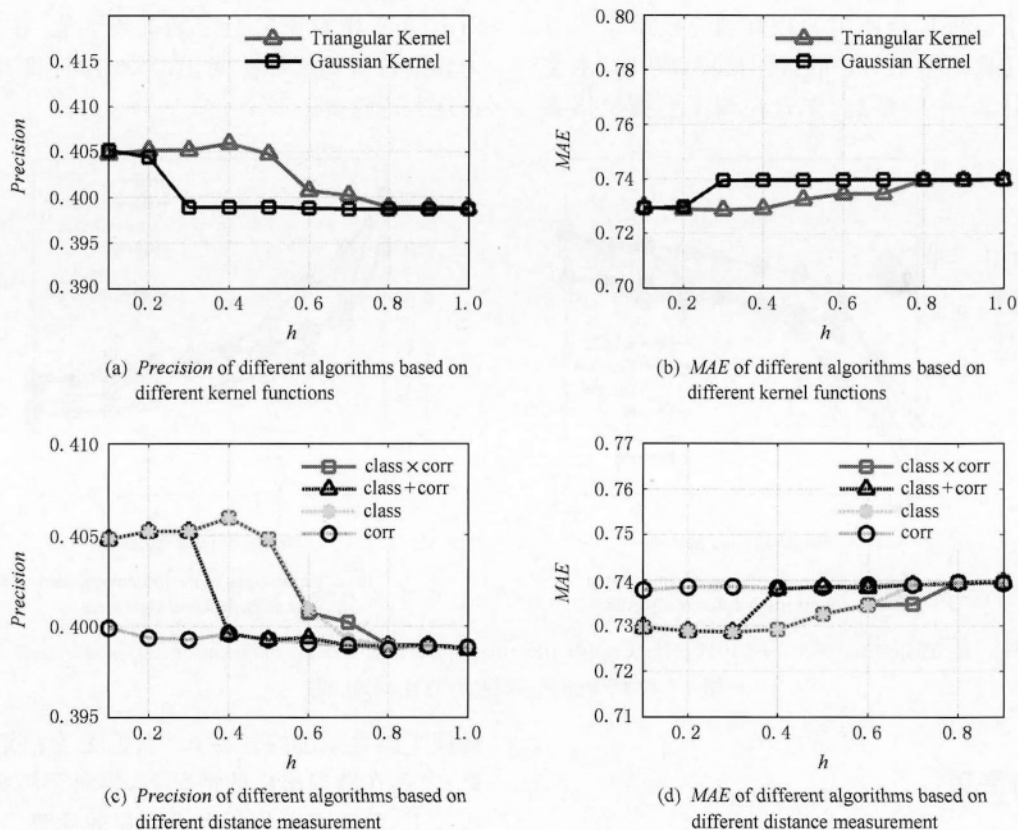 0.415
0.410
0.405
0.400
0.395
0.390
Precision
Triangular Kernel
Gaussian Kernel
0.2 0.4 0.6 0.8 1.0
h
(a) Precision of different algorithms based on
different kernel functions
0.80
0.78
0.76
0.74
0.72
0.70
MAE
Triangular Kernel
Gaussian Kernel
0.2 0.4 0.6 0.8 1.0
h
(b) MAE of different algorithms based on
different kernel functions
0.410
0.405
0.400
0.395
Precision
class×corr
class+corr
class
corr
0.2 0.4 0.6 0.8 1.0
h
(c) Precision of different algorithms based on
different distance measurement
0.77
0.76
0.75
0.74
0.73
0.72
0.71
MAE
class×corr
class+corr
class
corr
0.2 0.4 0.6 0.8
h
(d) MAE of different algorithms based on
different distance measurement